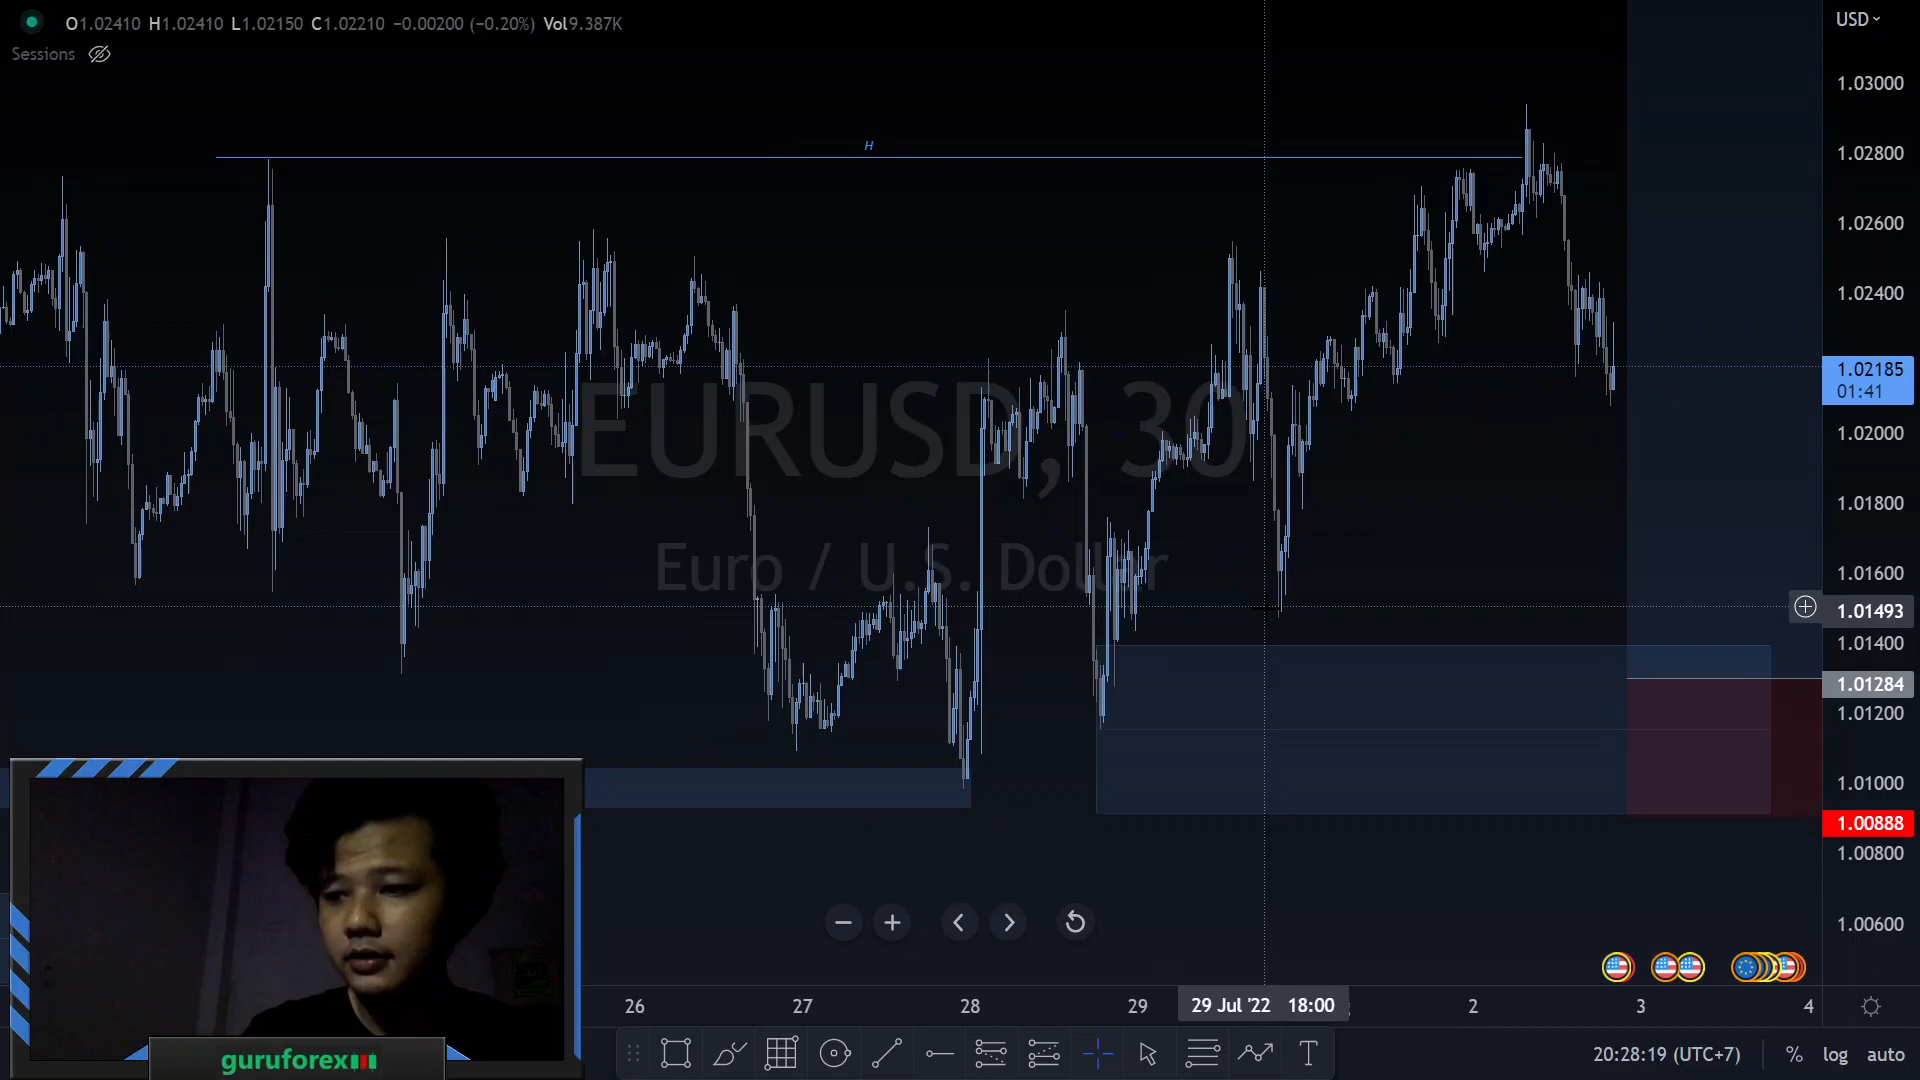 O1.02410 H1.02410 L1.02150 C1.02210 −0.00200 (−0.20%) Vol9.387K
USD
Sessions
1.03000
H
1.02800
1.02600
1.02400
1.02185
01:41
EURUSD, 30
1.02000
1.01800
Euro / U.S. Dollar
1.01600
1.01493
1.01400
1.01284
1.01200
1.01000
1.00888
1.00800
1.00600
26 27 28 29 29 Jul '22 18:00 2 3 4
guruforex
20:28:19 (UTC+7) % log auto